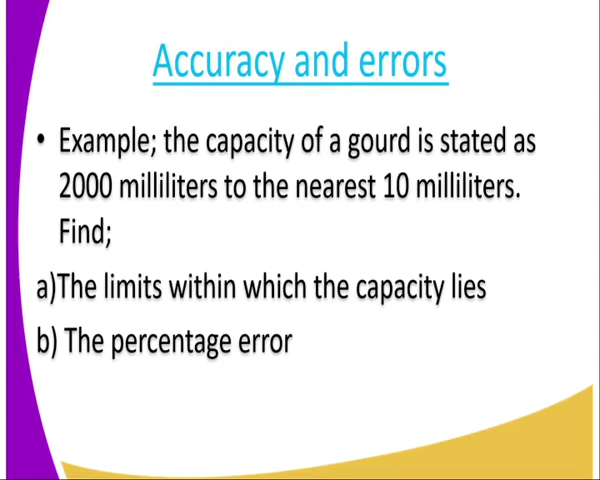 Accuracy and errors
• Example; the capacity of a gourd is stated as
2000 milliliters to the nearest 10 milliliters.
Find;
a)The limits within which the capacity lies
b) The percentage error